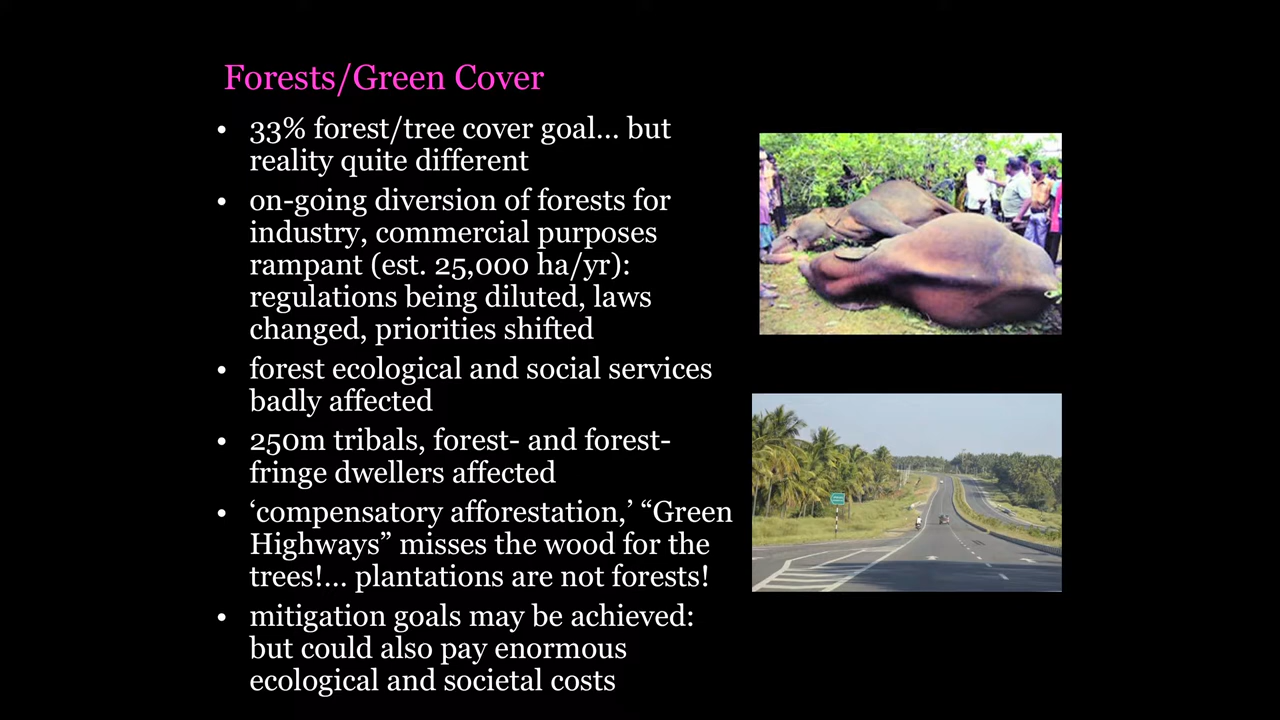 Forests/Green Cover
• 33% forest/tree cover goal... but
reality quite different
• on-going diversion of forests for
industry, commercial purposes
rampant (est. 25,000 ha/yr):
regulations being diluted, laws
changed, priorities shifted
• forest ecological and social services
badly affected
• 250m tribals, forest- and forest-
fringe dwellers affected
• ‘compensatory afforestation,’ “Green
Highways” misses the wood for the
trees!... plantations are not forests!
• mitigation goals may be achieved:
but could also pay enormous
ecological and societal costs